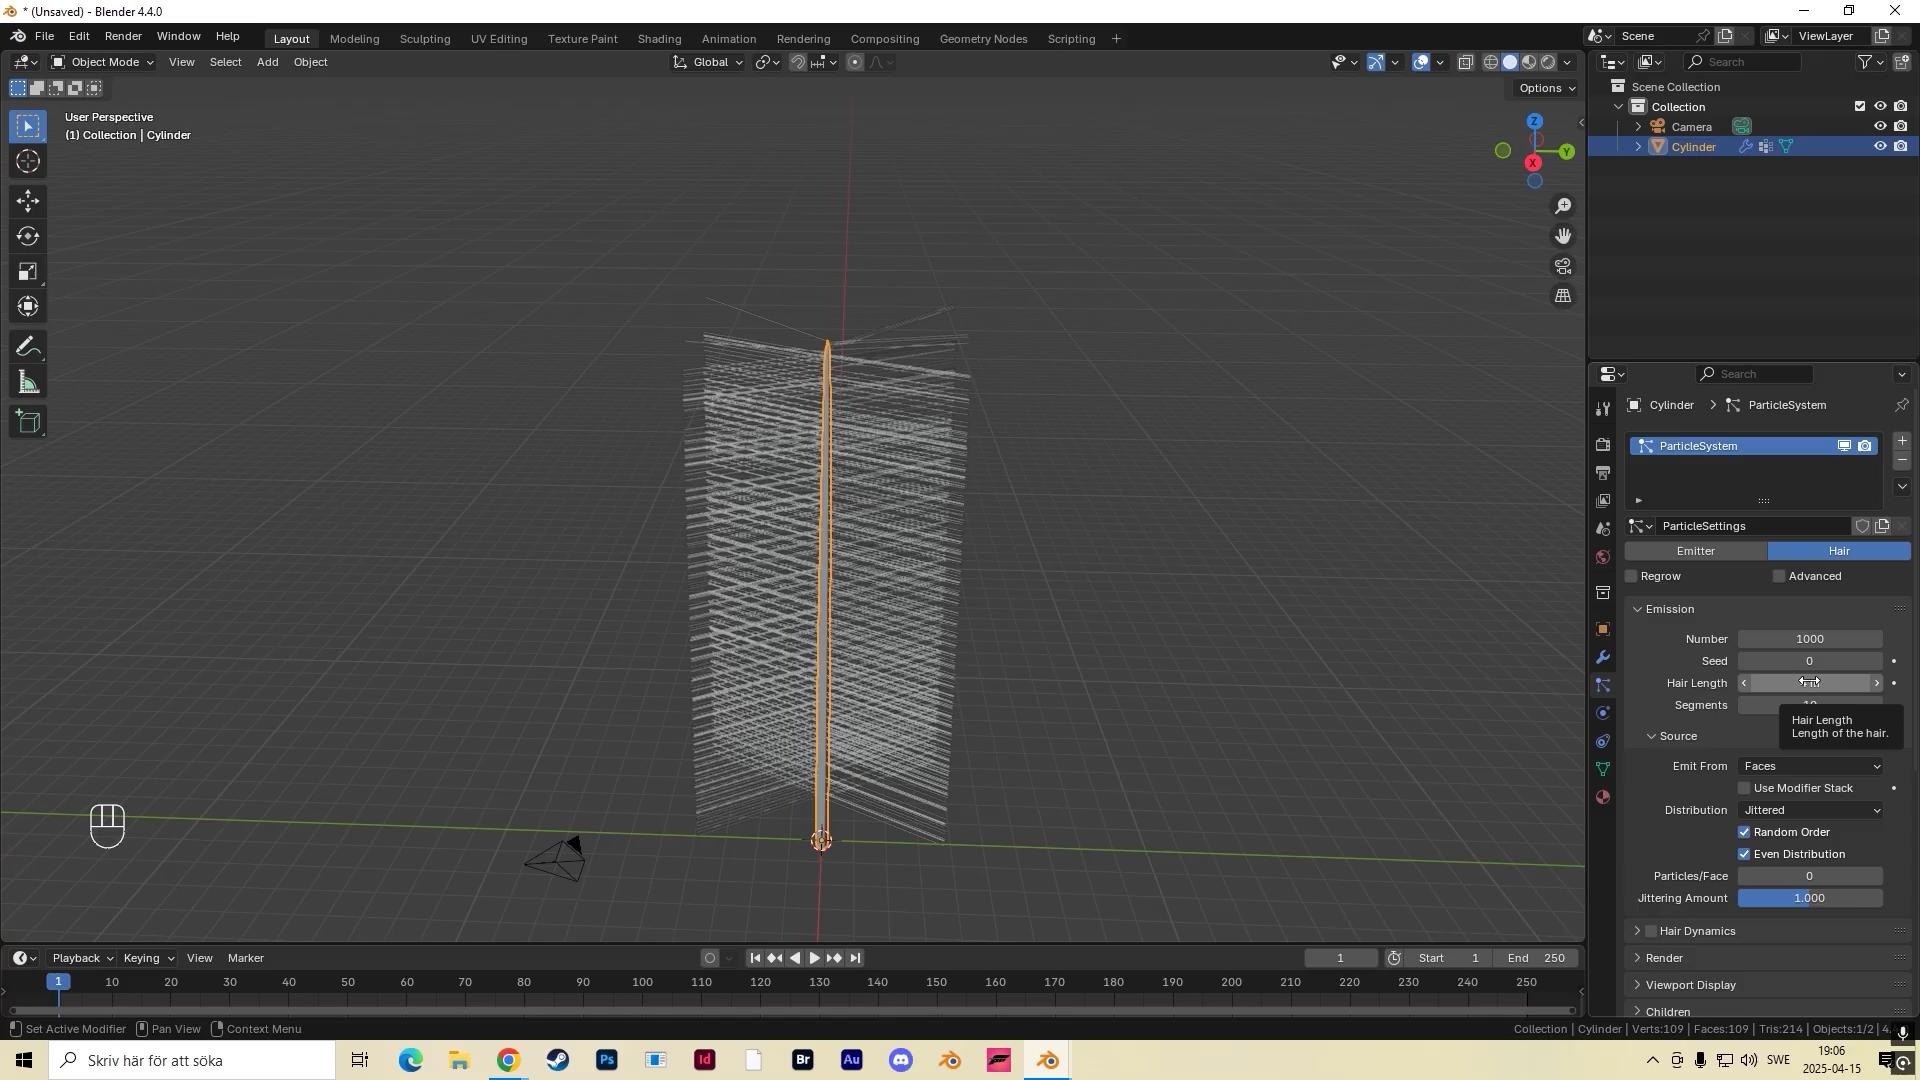 * (Unsaved) - Blender 4.4.0
File Edit Render Window Help Layout Modeling Sculpting UV Editing Texture Paint Shading Animation Rendering Compositing Geometry Nodes Scripting + Scene ViewLayer
Object Mode View Select Add Object Global Search
Options
Scene Collection
User Perspective
Collection
(1) Collection | Cylinder
Camera
Cylinder
Z
Y
X
Search
Cylinder > ParticleSystem
ParticleSystem
ParticleSettings
Emitter Hair
Regrow Advanced
Emission
Number 1000
Seed 0
Hair Length
Segments
Hair Length
Length of the hair.
Source
Emit From Faces
Use Modifier Stack
Distribution Jittered
Random Order
Even Distribution
Particles/Face 0
Jittering Amount 1.000
Hair Dynamics
Render
Viewport Display
Children
Playback Keying View Marker 1 Start 1 End 250
1 10 20 30 40 50 60 70 80 90 100 110 120 130 140 150 160 170 180 190 200 210 220 230 240 250
Set Active Modifier Pan View Context Menu Collection | Cylinder | Verts:109 | Faces:109 | Tris:214 | Objects:1/2 |
Skriv här för att söka Ps Id Br Au SWE 19:06
2025-04-15